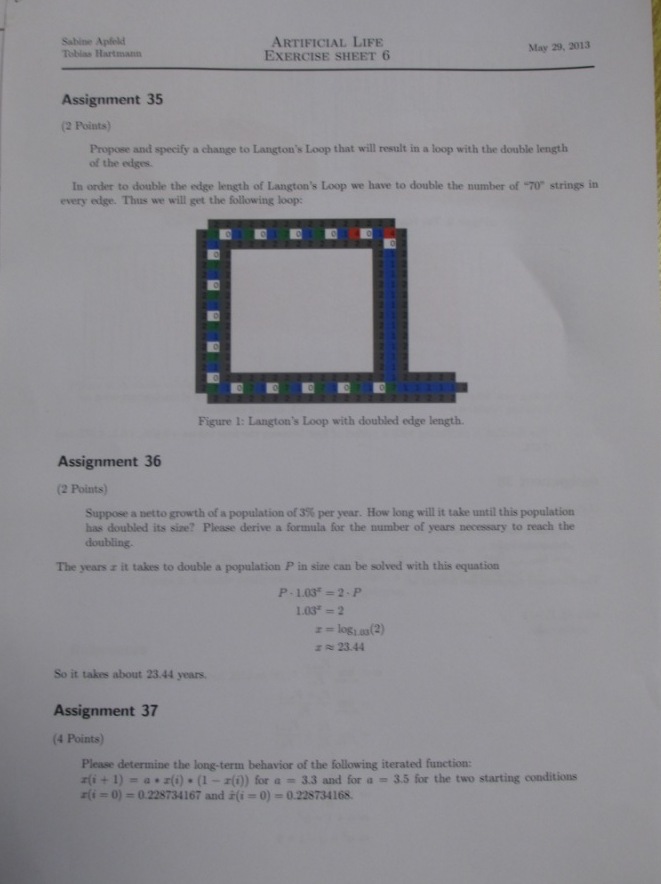 Sabine Apfeld
Tobias Hartmann
ARTIFICIAL LIFE
EXERCISE SHEET 6
May 29, 2013
Assignment 35
(2 Points)
Propose and specify a change to Langton's Loop that will result in a loop with the double length
of the edges.
In order to double the edge length of Langton's Loop we have to double the number of "70" strings in
every edge. Thus we will get the following loop:
Figure 1: Langton's Loop with doubled edge length.
Assignment 36
(2 Points)
Suppose a netto growth of a population of 3% per year. How long will it take until this population
has doubled its size? Please derive a formula for the number of years necessary to reach the
doubling.
The years x it takes to double a population P in size can be solved with this equation
P · 1.03^x = 2 · P
1.03^x = 2
x = log_1.03(2)
x ≈ 23.44
So it takes about 23.44 years.
Assignment 37
(4 Points)
Please determine the long-term behavior of the following iterated function:
x(i + 1) = a * x(i) * (1 − x(i)) for a = 3.3 and for a = 3.5 for the two starting conditions
x(i = 0) = 0.228734167 and x̂(i = 0) = 0.228734168.